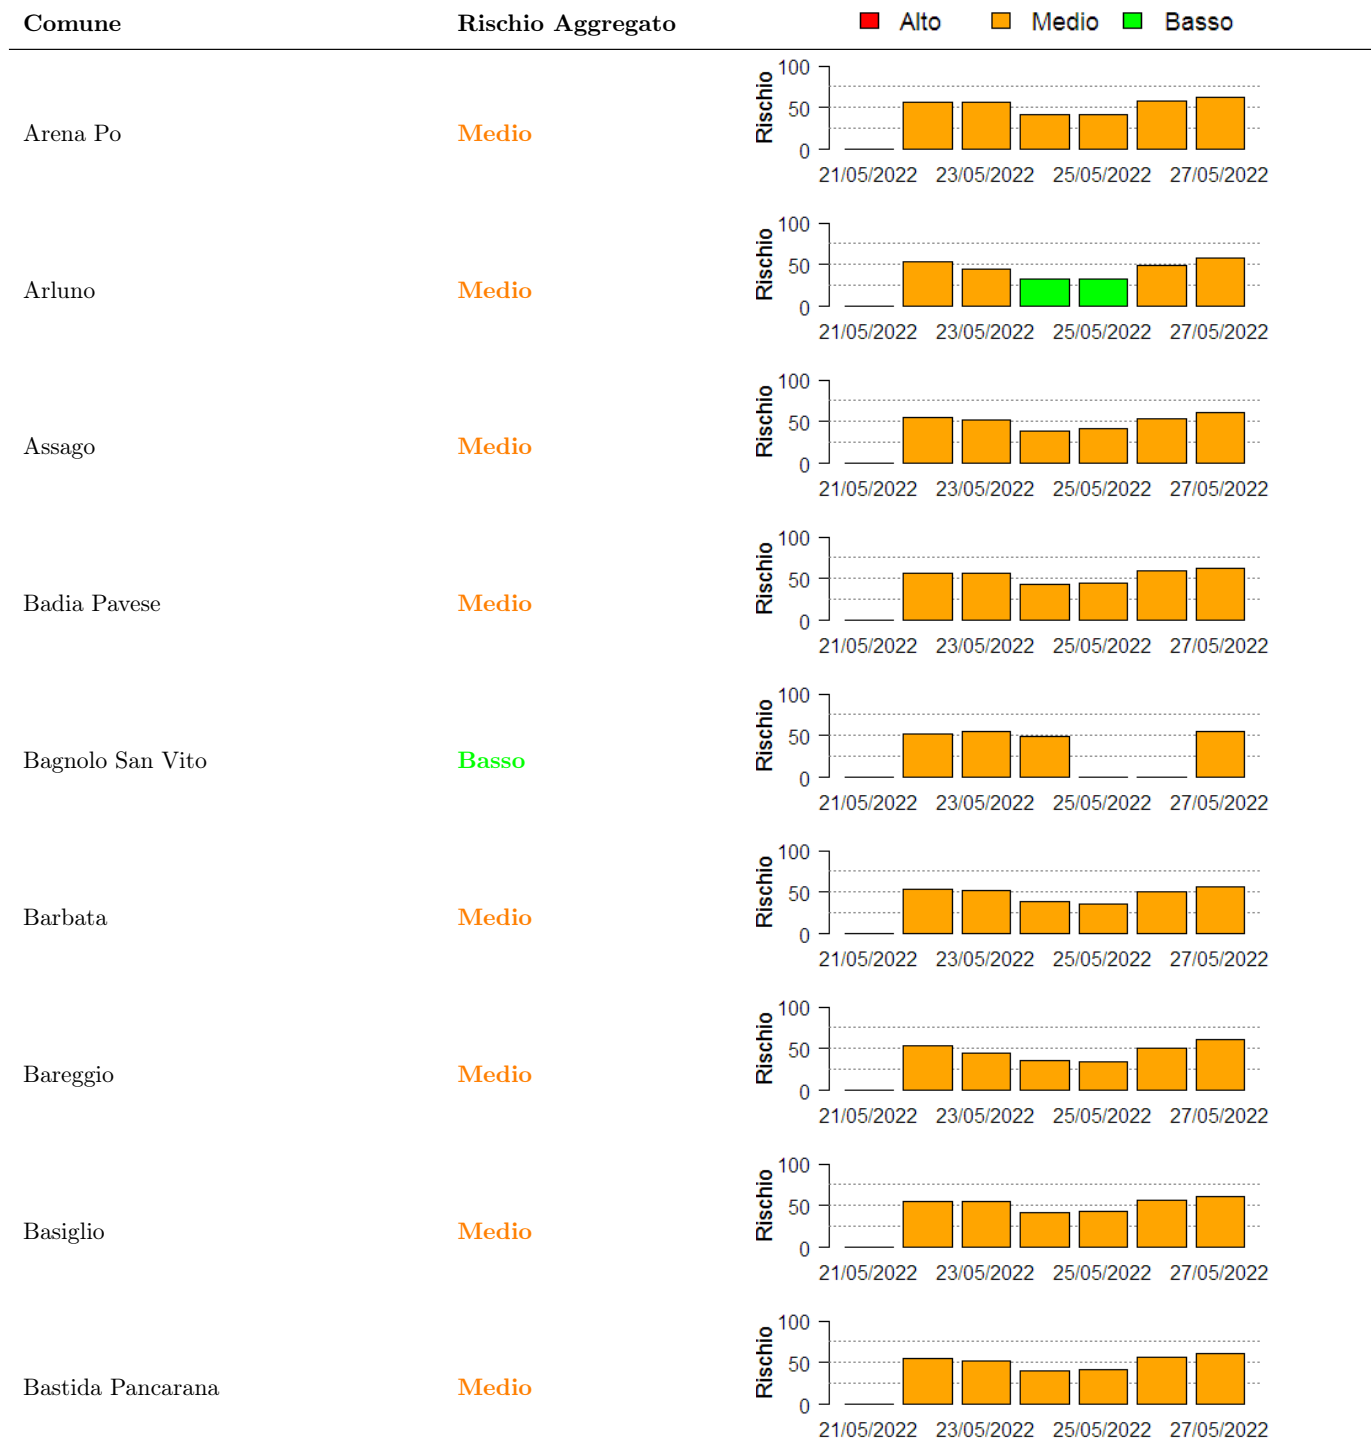 Comune Rischio Aggregato Alto Medio Basso
Arena Po Medio
Rischio
100
50
0
21/05/2022 23/05/2022 25/05/2022 27/05/2022
Arluno Medio
Rischio
100
50
0
21/05/2022 23/05/2022 25/05/2022 27/05/2022
Assago Medio
Rischio
100
50
0
21/05/2022 23/05/2022 25/05/2022 27/05/2022
Badia Pavese Medio
Rischio
100
50
0
21/05/2022 23/05/2022 25/05/2022 27/05/2022
Bagnolo San Vito Basso
Rischio
100
50
0
21/05/2022 23/05/2022 25/05/2022 27/05/2022
Barbata Medio
Rischio
100
50
0
21/05/2022 23/05/2022 25/05/2022 27/05/2022
Bareggio Medio
Rischio
100
50
0
21/05/2022 23/05/2022 25/05/2022 27/05/2022
Basiglio Medio
Rischio
100
50
0
21/05/2022 23/05/2022 25/05/2022 27/05/2022
Bastida Pancarana Medio
Rischio
100
50
0
21/05/2022 23/05/2022 25/05/2022 27/05/2022